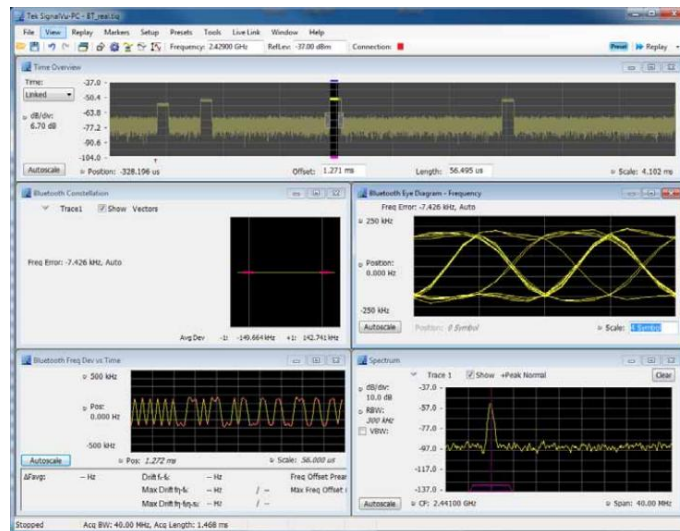 Tek SignalVu-PC - BT_real.tiq
File View Replay Markers Setup Presets Tools Live Link Window Help
Frequency: 2.42900 GHz RefLev: -37.00 dBm Connection: Preset Replay
Time Overview
Time: -37.0
Linked -50.4
dB/div: -63.8
6.70 dB -77.2
-90.6
-104.0
Autoscale Position: -328.196 us Offset: 1.271 ms Length: 56.495 us Scale: 4.102 ms
Bluetooth Constellation
Trace1 Show Vectors
Freq Error: -7.426 kHz, Auto
Avg Dev -1: -149.664 kHz +1: 142.741 kHz
Bluetooth Eye Diagram - Frequency
Freq Error: -7.426 kHz, Auto
250 kHz
Position:
0.000 Hz
-250 kHz
Autoscale Position: 0 Symbol Scale: 4 Symbol
Bluetooth Freq Dev vs Time
500 kHz
Pos:
0.000 Hz
-500 kHz
Autoscale Pos: 1.272 ms Scale: 56.000 us
ΔFavg: -- Hz Drift -- Hz Freq Offset Prear
Max Drift -- Hz / -- Max Freq Offset
Max Drift -- Hz / --
Spectrum
Trace 1 Show +Peak Normal Clear
dB/div: -37.0
10.0 dB -57.0
RBW:
300 kHz -77.0
VBW: -97.0
-117.0
-137.0
Autoscale CF: 2.44100 GHz Span: 40.00 MHz
Stopped Acq BW: 40.00 MHz, Acq Length: 1.468 ms